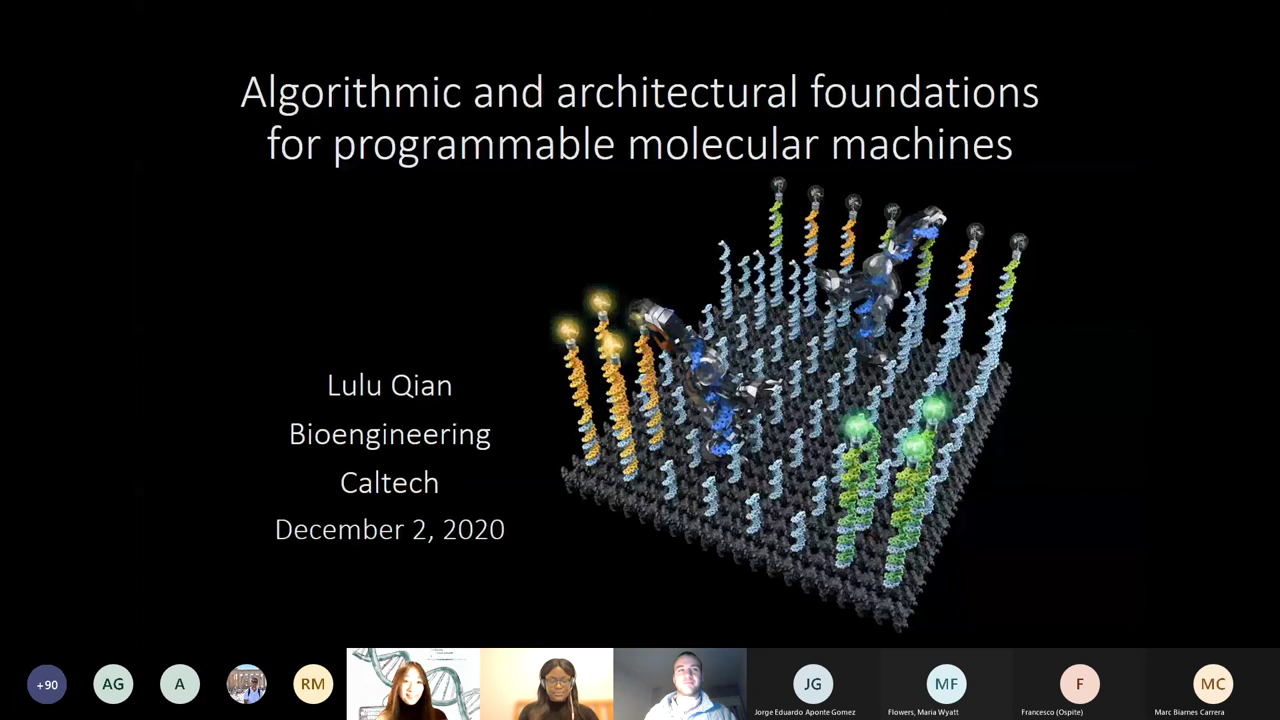 Algorithmic and architectural foundations
for programmable molecular machines
Lulu Qian
Bioengineering
Caltech
December 2, 2020
+90
AG
A
RM
JG
Jorge Eduardo Aponte Gomez
MF
Flowers, Maria Wyatt
F
Francesco (Ospite)
MC
Marc Biarnes Carrera